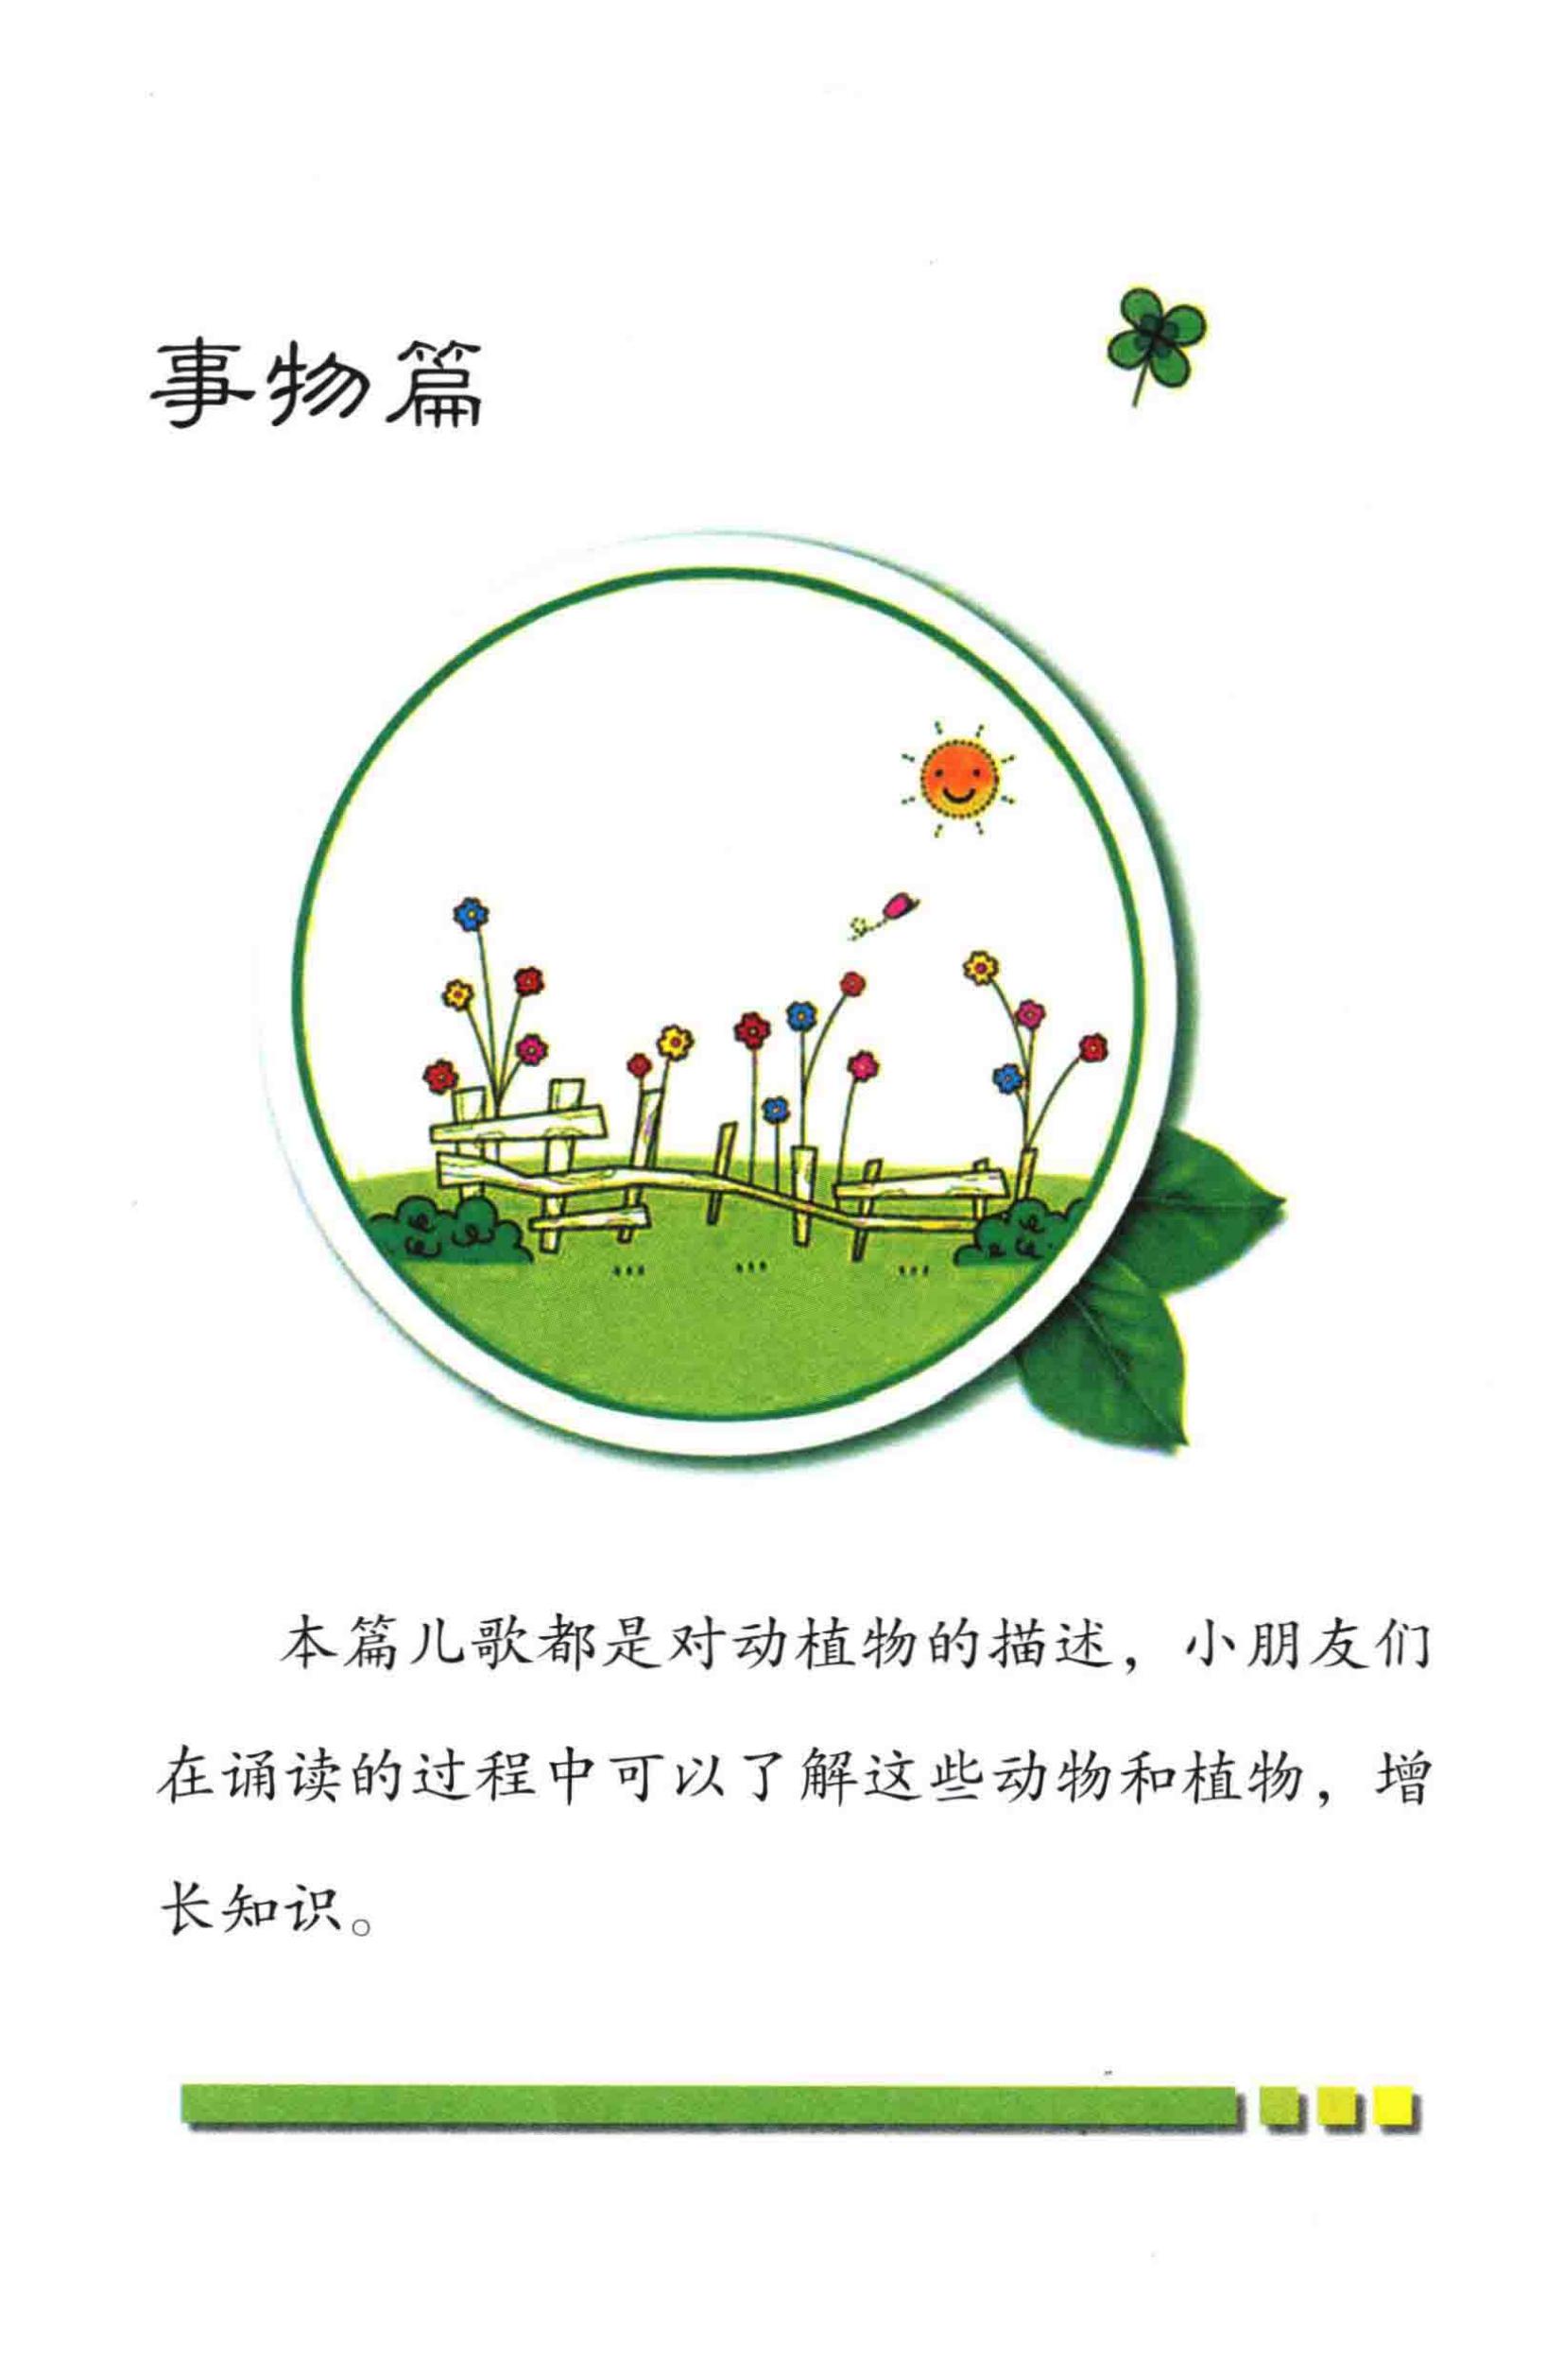 事物篇
本篇儿歌都是对动植物的描述，小朋友们
在诵读的过程中可以了解这些动物和植物，增
长知识。